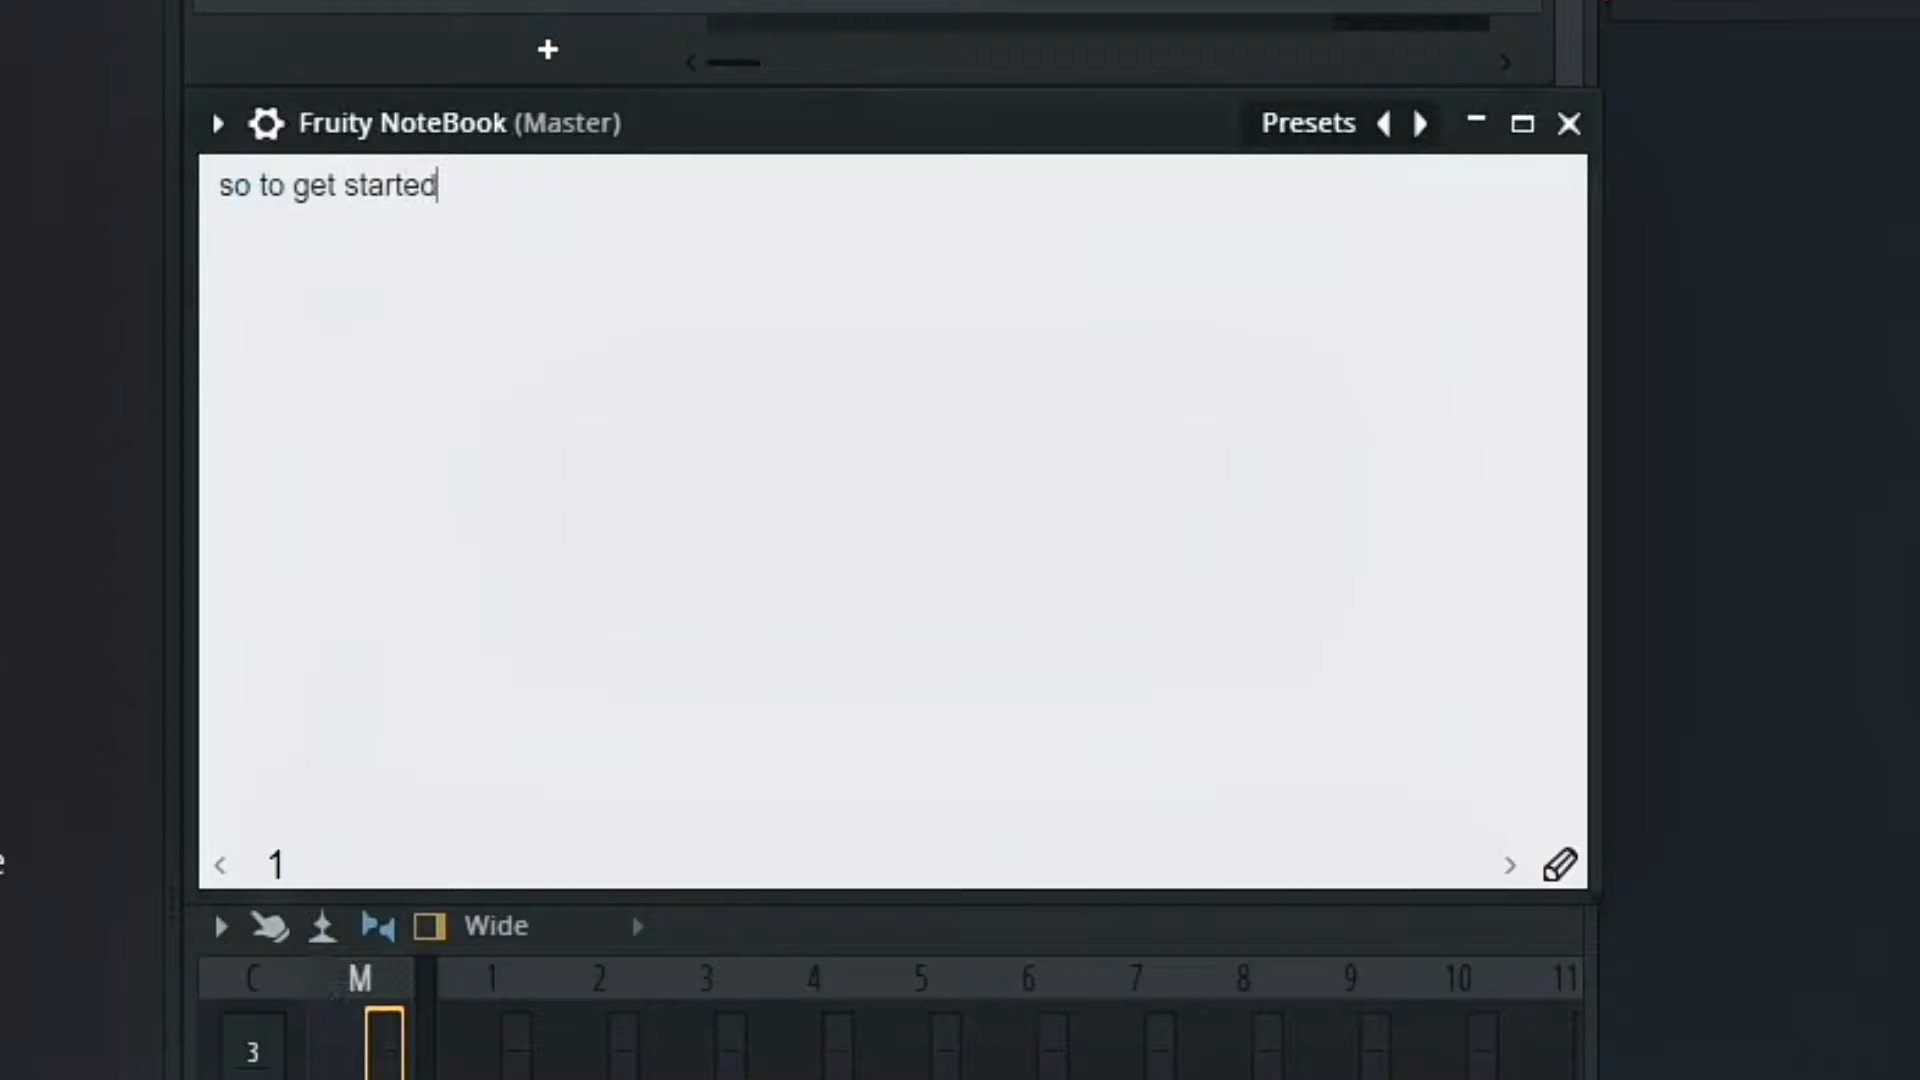 Fruity NoteBook (Master) Presets
so to get started
1
Wide
C M 1 2 3 4 5 6 7 8 9 10 11
3